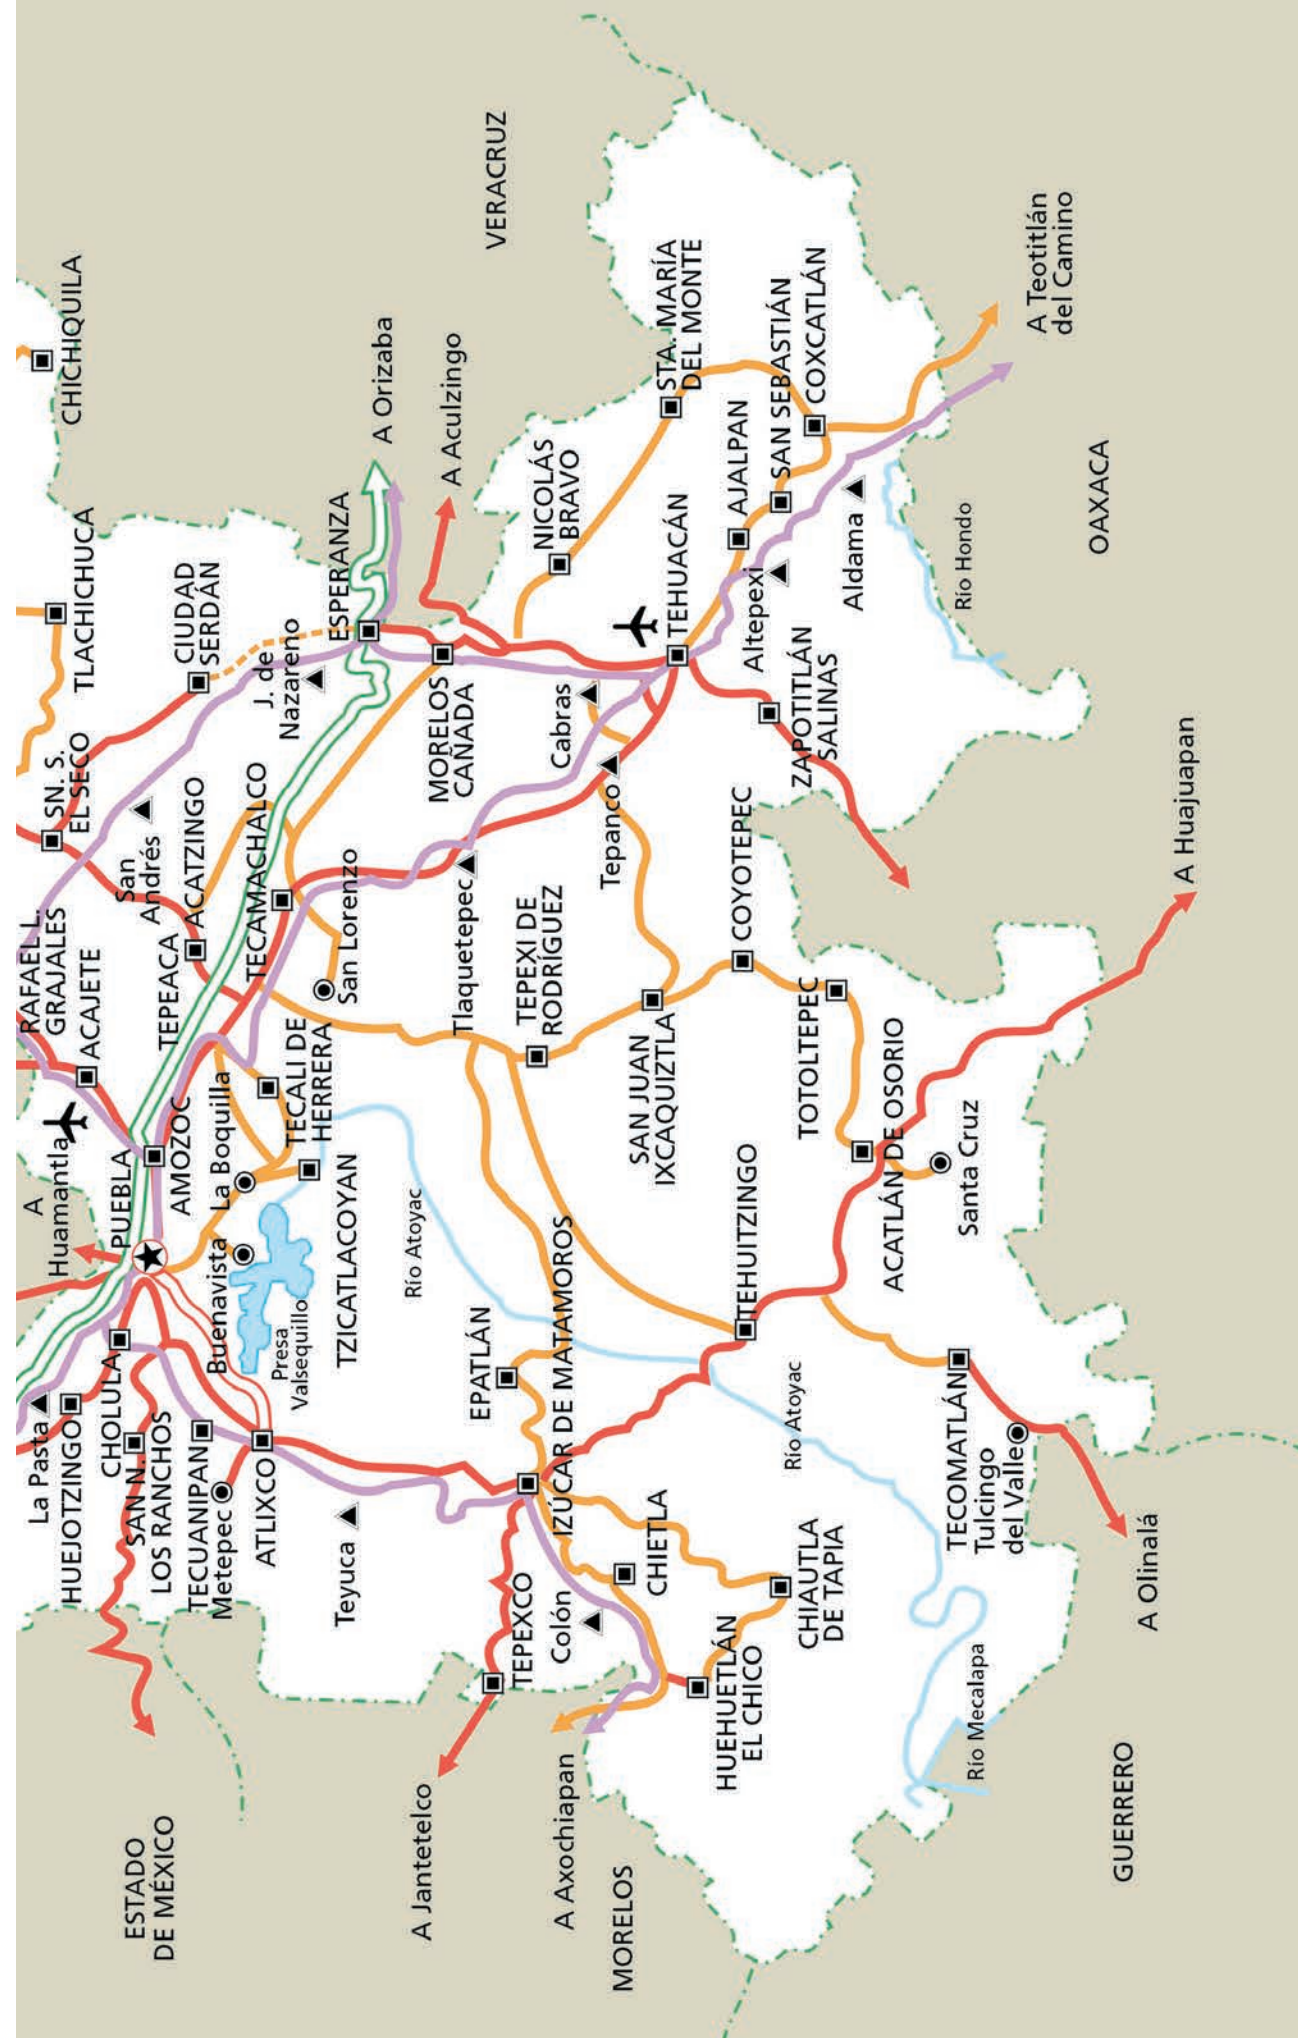 CHICHIQUILA
TLACHICHUCA
SN. S.
EL SECO
RAFAEL L.
GRAJALES
ACAJETE
A
Huamantla
La Pasta
HUEJOTZINGO
CIUDAD
SERDÁN
J. de
Nazareno
San
Andrés
ACATZINGO
TEPEACA
AMOZOC
PUEBLA
CHOLULA
SAN N.
LOS RANCHOS
TECUANIPAN
Metepec
ATLIXCO
Teyuca
ESTADO
DE MÉXICO
ESPERANZA
A Orizaba
A Aculzingo
VERACRUZ
TECAMACHALCO
San Lorenzo
TECALI DE
HERRERA
La Boquilla
Buenavista
Presa
Valsequillo
TZICATLACOYAN
Río Atoyac
MORELOS
CAÑADA
Tlaquetepec
NICOLÁS
BRAVO
Cabras
Tepanco
TEPEXI DE
RODRÍGUEZ
EPATLÁN
IZÚCAR DE MATAMOROS
TEPEXCO
Colón
A Jantetelco
A Axochiapan
MORELOS
STA. MARÍA
DEL MONTE
TEHUACÁN
AJALPAN
SAN SEBASTIÁN
COXCATLÁN
Altepexi
Aldama
ZAPOTITLÁN
SALINAS
COYOTEPEC
SAN JUAN
IXCAQUIZTLA
TOTOLTEPEC
TEHUITZINGO
CHIETLA
CHIAUTLA
DE TAPIA
HUEHUETLÁN
EL CHICO
Río Atoyac
ACATLÁN DE OSORIO
Santa Cruz
TECOMATLÁN
Tulcingo
del Valle
Río Mecalapa
Río Hondo
A Teotitlán
del Camino
OAXACA
A Huajuapan
A Olinalá
GUERRERO